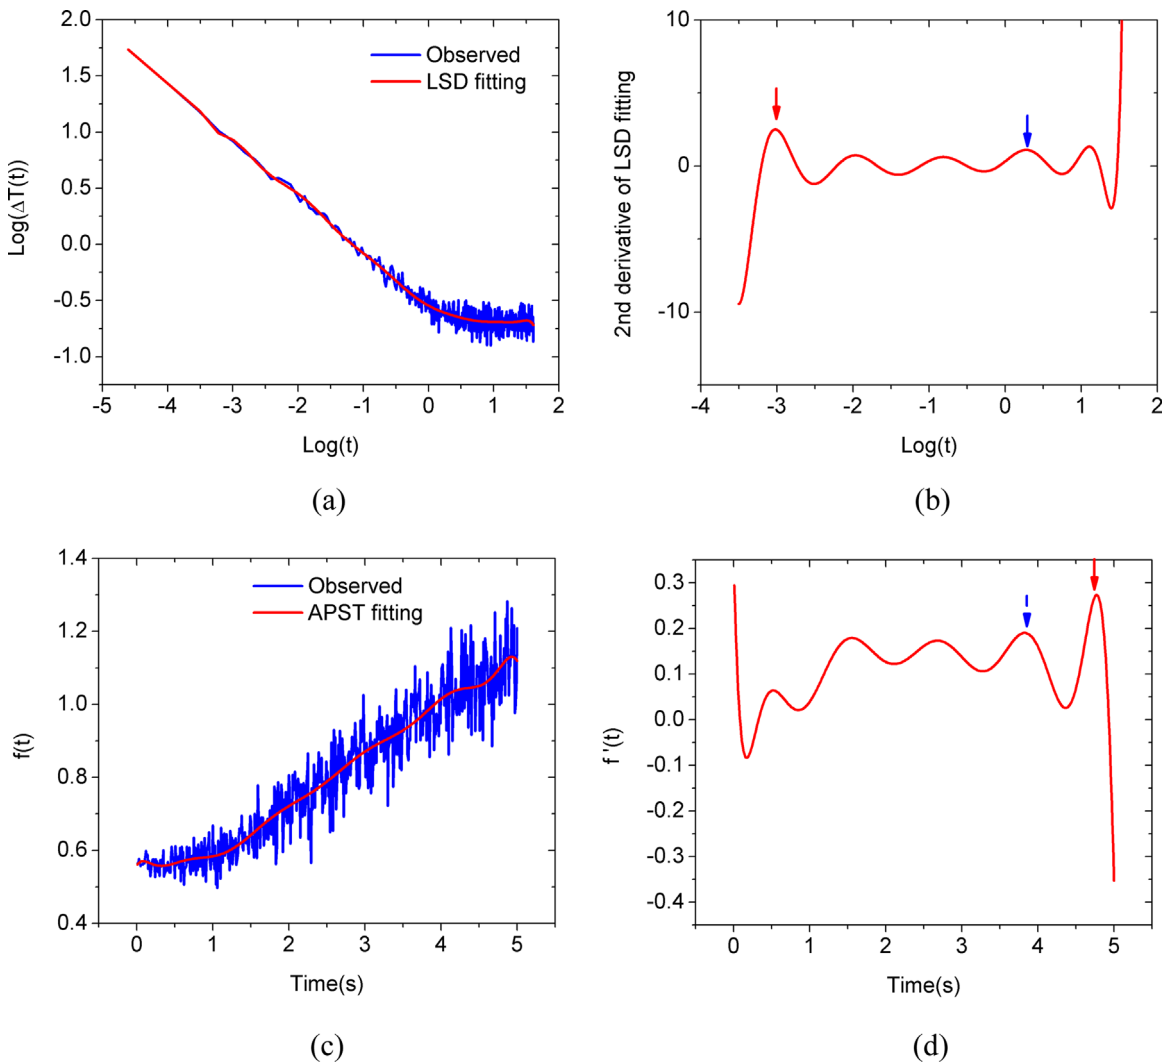 2.0
1.5
1.0
0.5
0.0
-0.5
-1.0
Log(ΔT(t))
Observed
LSD fitting
-5 -4 -3 -2 -1 0 1 2
Log(t)
(a)
10
0
-10
2nd derivative of LSD fitting
-4 -3 -2 -1 0 1 2
Log(t)
(b)
1.4
1.2
1.0
0.8
0.6
0.4
f(t)
Observed
APST fitting
0 1 2 3 4 5
Time(s)
(c)
0.3
0.2
0.1
0.0
-0.1
-0.2
-0.3
-0.4
f '(t)
0 1 2 3 4 5
Time(s)
(d)